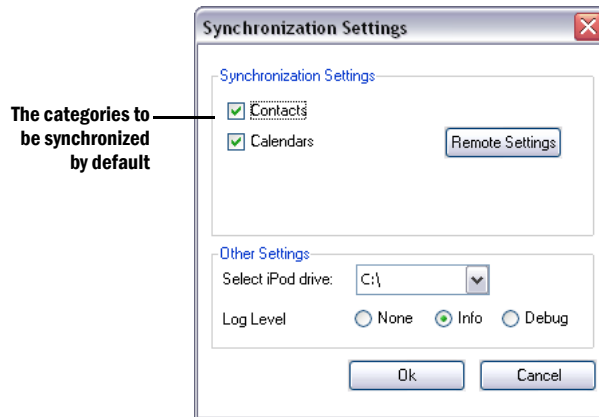 Synchronization Settings
Synchronization Settings
The categories to
be synchronized
by default
Contacts
Calendars
Remote Settings
Other Settings
Select iPod drive: C:\
Log Level None Info Debug
Ok Cancel